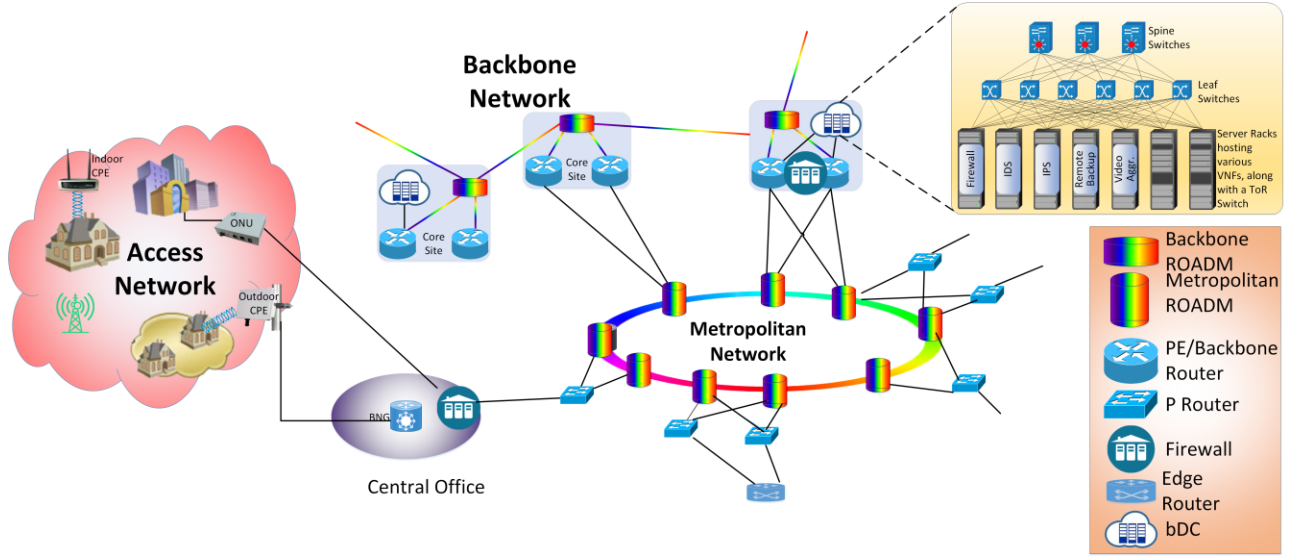 Backbone
Network
Spine
Switches
Leaf
Switches
Firewall
IDS
IPS
Remote
Backup
Video
Aggr.
Server Racks
hosting
various
VNFs, along
with a ToR
Switch
Core
Site
Core
Site
Indoor
CPE
ONU
Access
Network
Outdoor
CPE
Metropolitan
Network
BNG
Central Office
Backbone
ROADM
Metropolitan
ROADM
PE/Backbone
Router
P Router
Firewall
Edge
Router
bDC